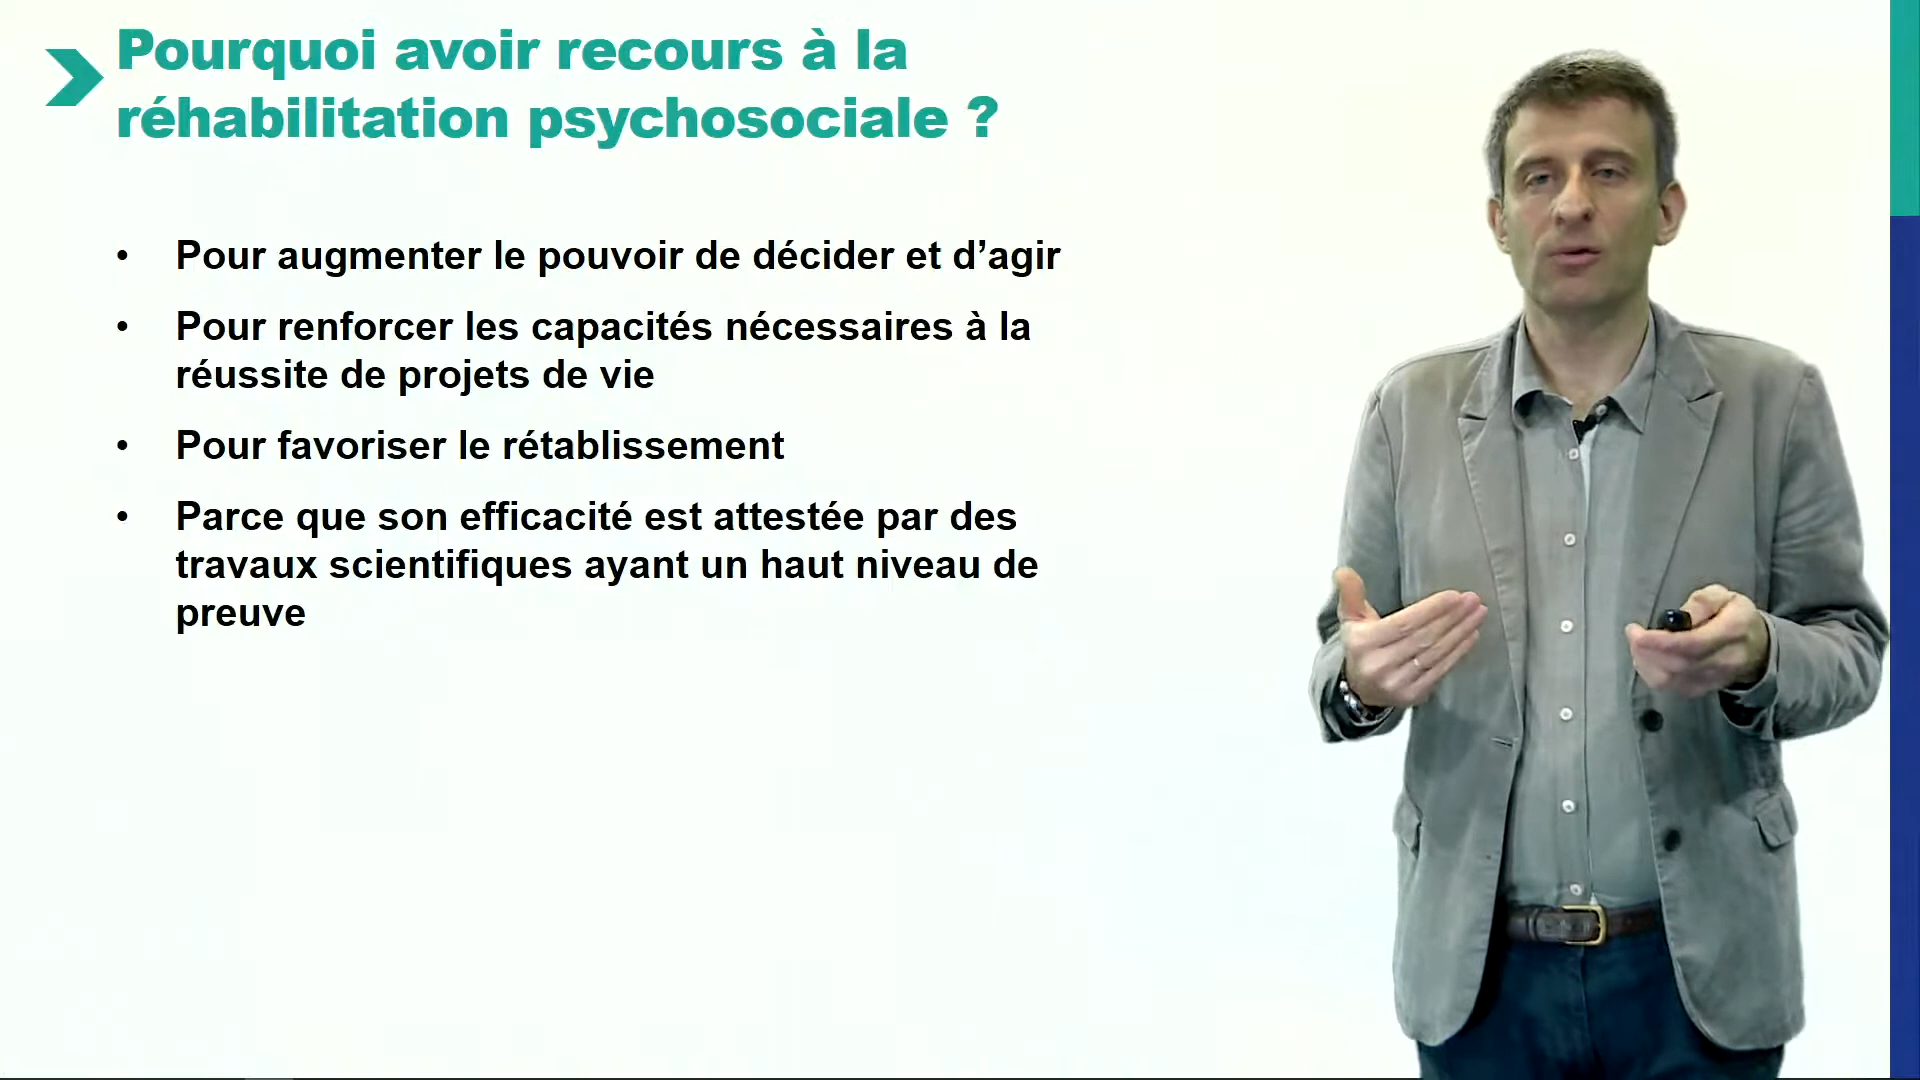 Pourquoi avoir recours à la
réhabilitation psychosociale ?
• Pour augmenter le pouvoir de décider et d’agir
• Pour renforcer les capacités nécessaires à la
réussite de projets de vie
• Pour favoriser le rétablissement
• Parce que son efficacité est attestée par des
travaux scientifiques ayant un haut niveau de
preuve